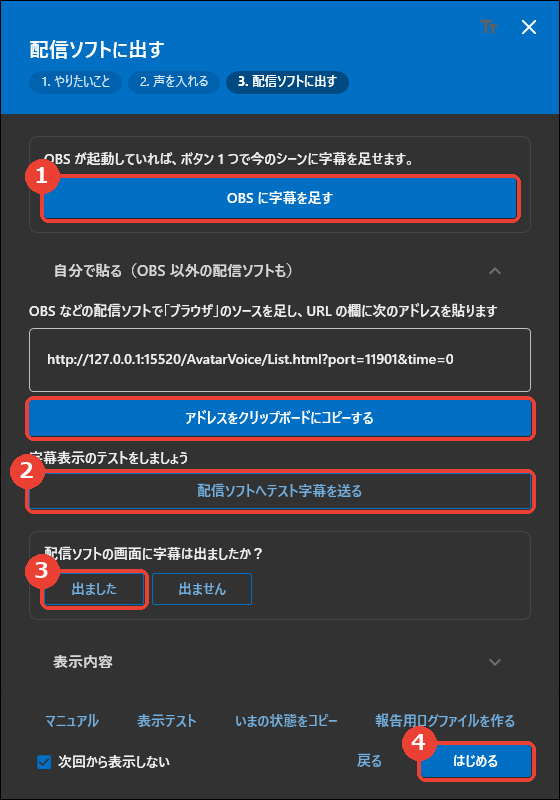 Tr
配信ソフトに出す
1. やりたいこと
2. 声を入れる
3. 配信ソフトに出す
OBS が起動していれば、ボタン 1 つで今のシーンに字幕を足せます。
1
OBS に字幕を足す
自分で貼る（OBS 以外の配信ソフトも）
OBS などの配信ソフトで「ブラウザ」のソースを足し、URL の欄に次のアドレスを貼ります
http://127.0.0.1:15520/AvatarVoice/List.html?port=11901&time=0
アドレスをクリップボードにコピーする
字幕表示のテストをしましょう
2
配信ソフトへテスト字幕を送る
配信ソフトの画面に字幕は出ましたか？
3
出ました
出ません
表示内容
マニュアル
表示テスト
いまの状態をコピー
報告用ログファイルを作る
4
次回から表示しない
戻る
はじめる